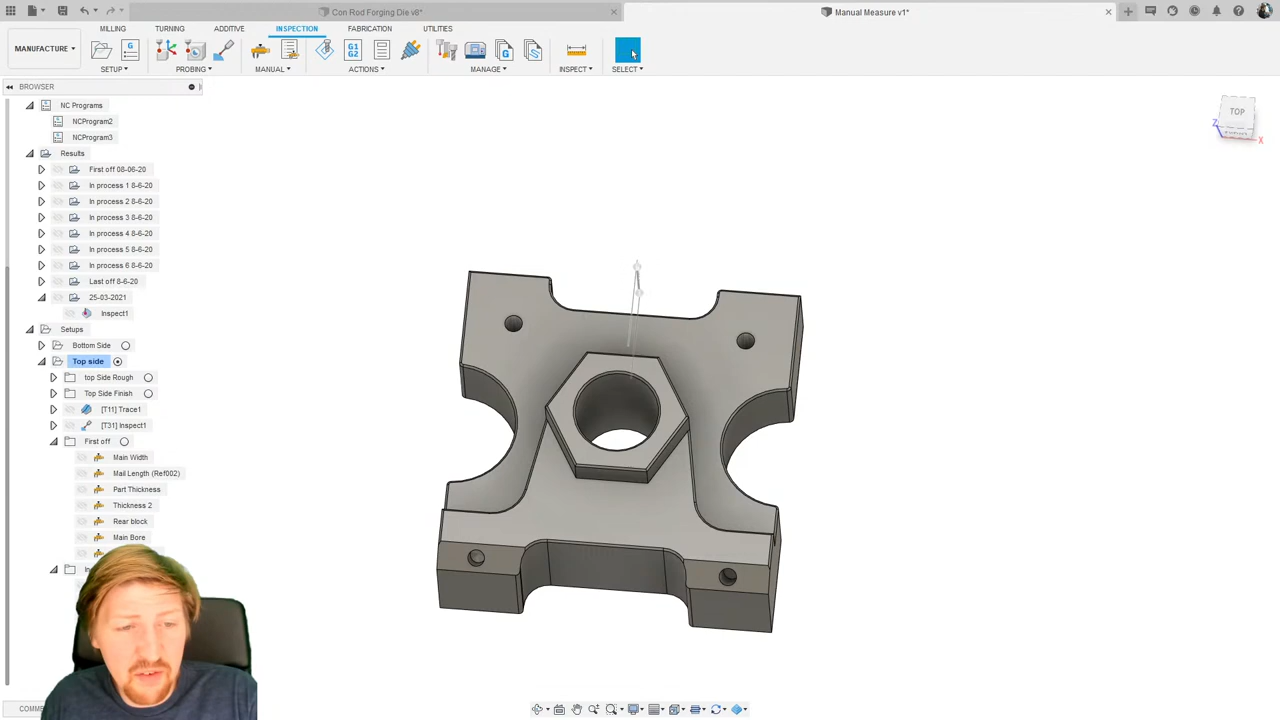 Con Rod Forging Die v8*
Manual Measure v1*
MANUFACTURE
MILLING TURNING ADDITIVE INSPECTION FABRICATION UTILITIES
G1
G2
G
SETUP PROBING MANUAL ACTIONS MANAGE INSPECT SELECT
BROWSER
NC Programs
NCProgram2
NCProgram3
Results
First off 08-06-20
In process 1 8-6-20
In process 2 8-6-20
In process 3 8-6-20
In process 4 8-6-20
In process 5 8-6-20
In process 6 8-6-20
Last off 8-6-20
25-03-2021
Inspect1
Setups
Bottom Side
Top side
top Side Rough
Top Side Finish
[T11] Trace1
[T31] Inspect1
First off
Main Width
Mail Length (Ref002)
Part Thickness
Thickness 2
Rear block
Main Bore
COMME
TOP
Z
X